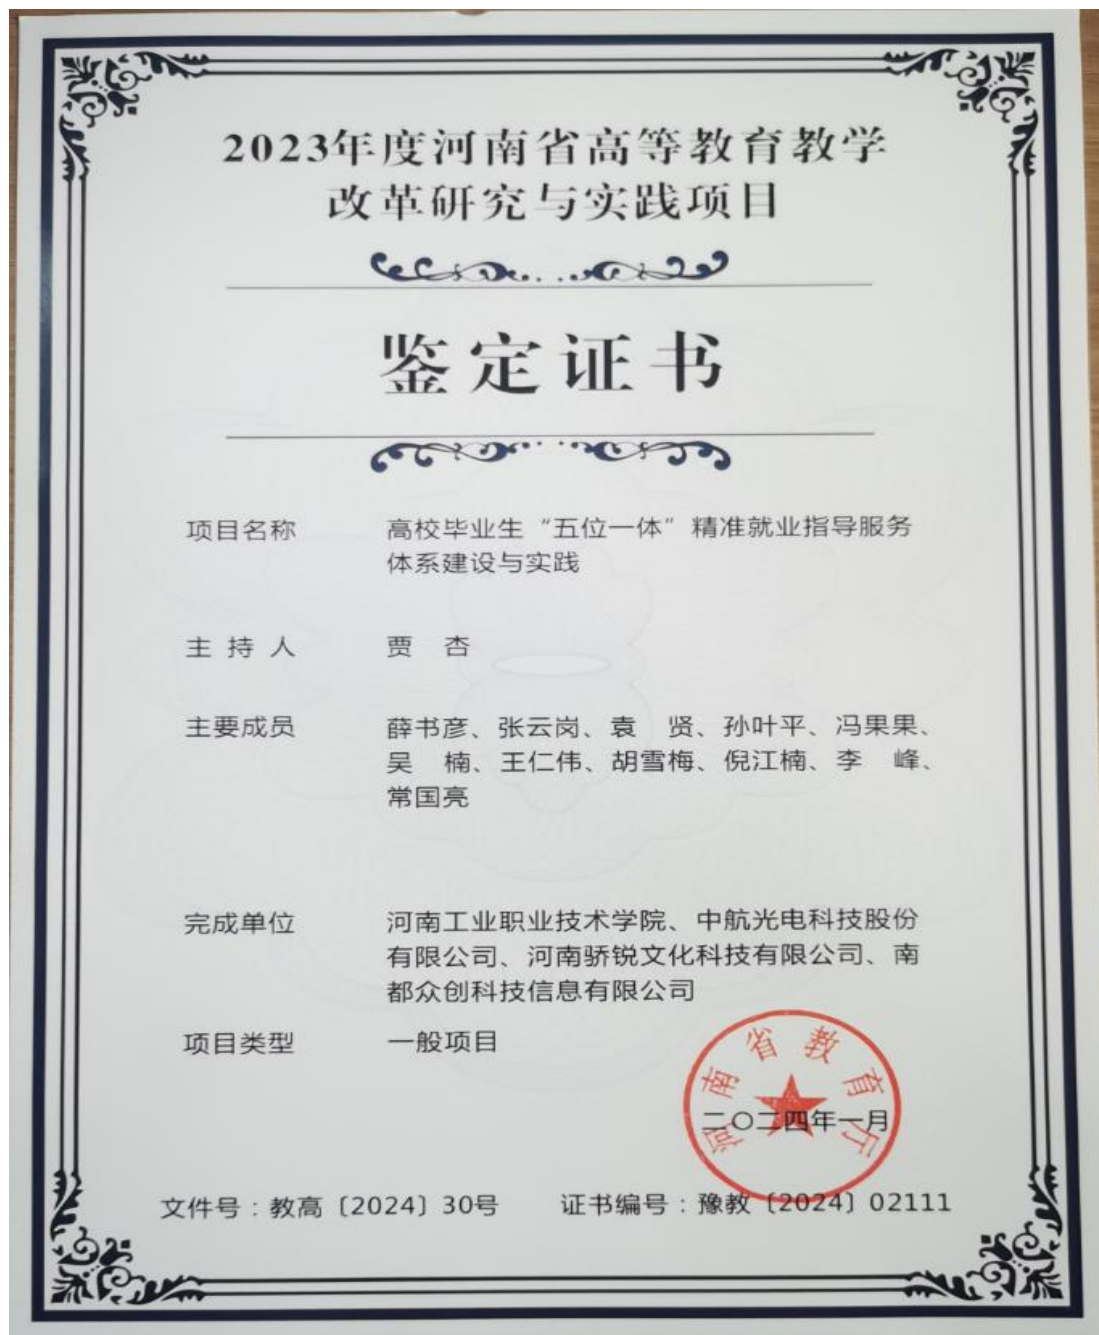 2023年度河南省高等教育教学
改革研究与实践项目
鉴定证书
项目名称 高校毕业生“五位一体”精准就业指导服务
体系建设与实践
主持人 贾 杏
主要成员 薛书彦、张云岗、袁 贤、孙叶平、冯果果、
吴 楠、王仁伟、胡雪梅、倪江楠、李 峰、
常国亮
完成单位 河南工业职业技术学院、中航光电科技股份
有限公司、河南骄锐文化科技有限公司、南
都众创科技信息有限公司
项目类型 一般项目
河南省教育厅
二〇二四年一月
文件号：教高〔2024〕30号 证书编号：豫教〔2024〕02111